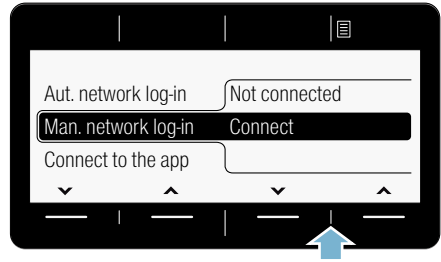 Aut. network log-in Not connected
Man. network log-in Connect
Connect to the app